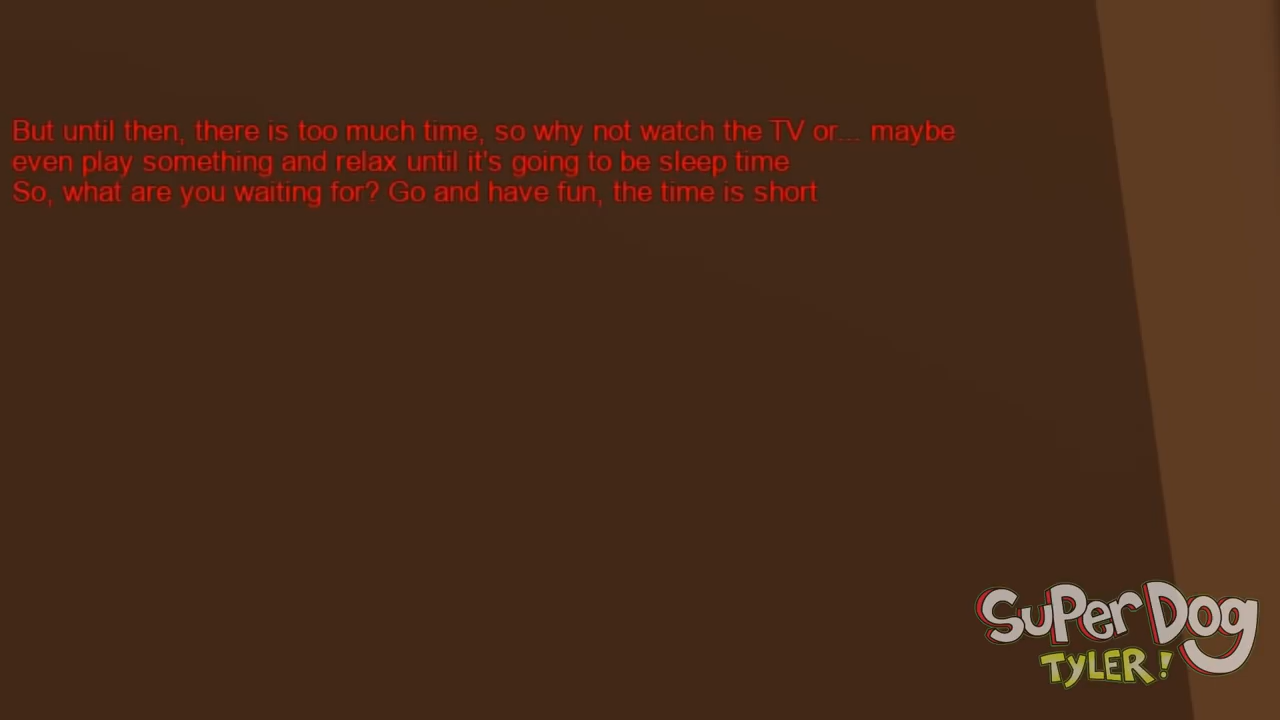 But until then, there is too much time, so why not watch the TV or... maybe
even play something and relax until it's going to be sleep time
So, what are you waiting for? Go and have fun, the time is short
SuPer Dog
TYLER!